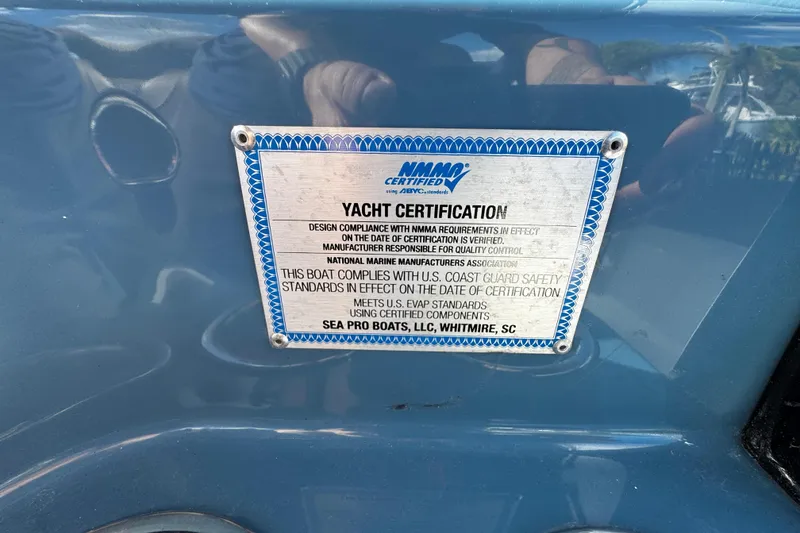 NMMA®
CERTIFIED
using ABYC standards
YACHT CERTIFICATION
DESIGN COMPLIANCE WITH NMMA REQUIREMENTS IN EFFECT
ON THE DATE OF CERTIFICATION IS VERIFIED.
MANUFACTURER RESPONSIBLE FOR QUALITY CONTROL
NATIONAL MARINE MANUFACTURERS ASSOCIATION
THIS BOAT COMPLIES WITH U.S. COAST GUARD SAFETY
STANDARDS IN EFFECT ON THE DATE OF CERTIFICATION
MEETS U.S. EVAP STANDARDS
USING CERTIFIED COMPONENTS
SEA PRO BOATS, LLC, WHITMIRE, SC